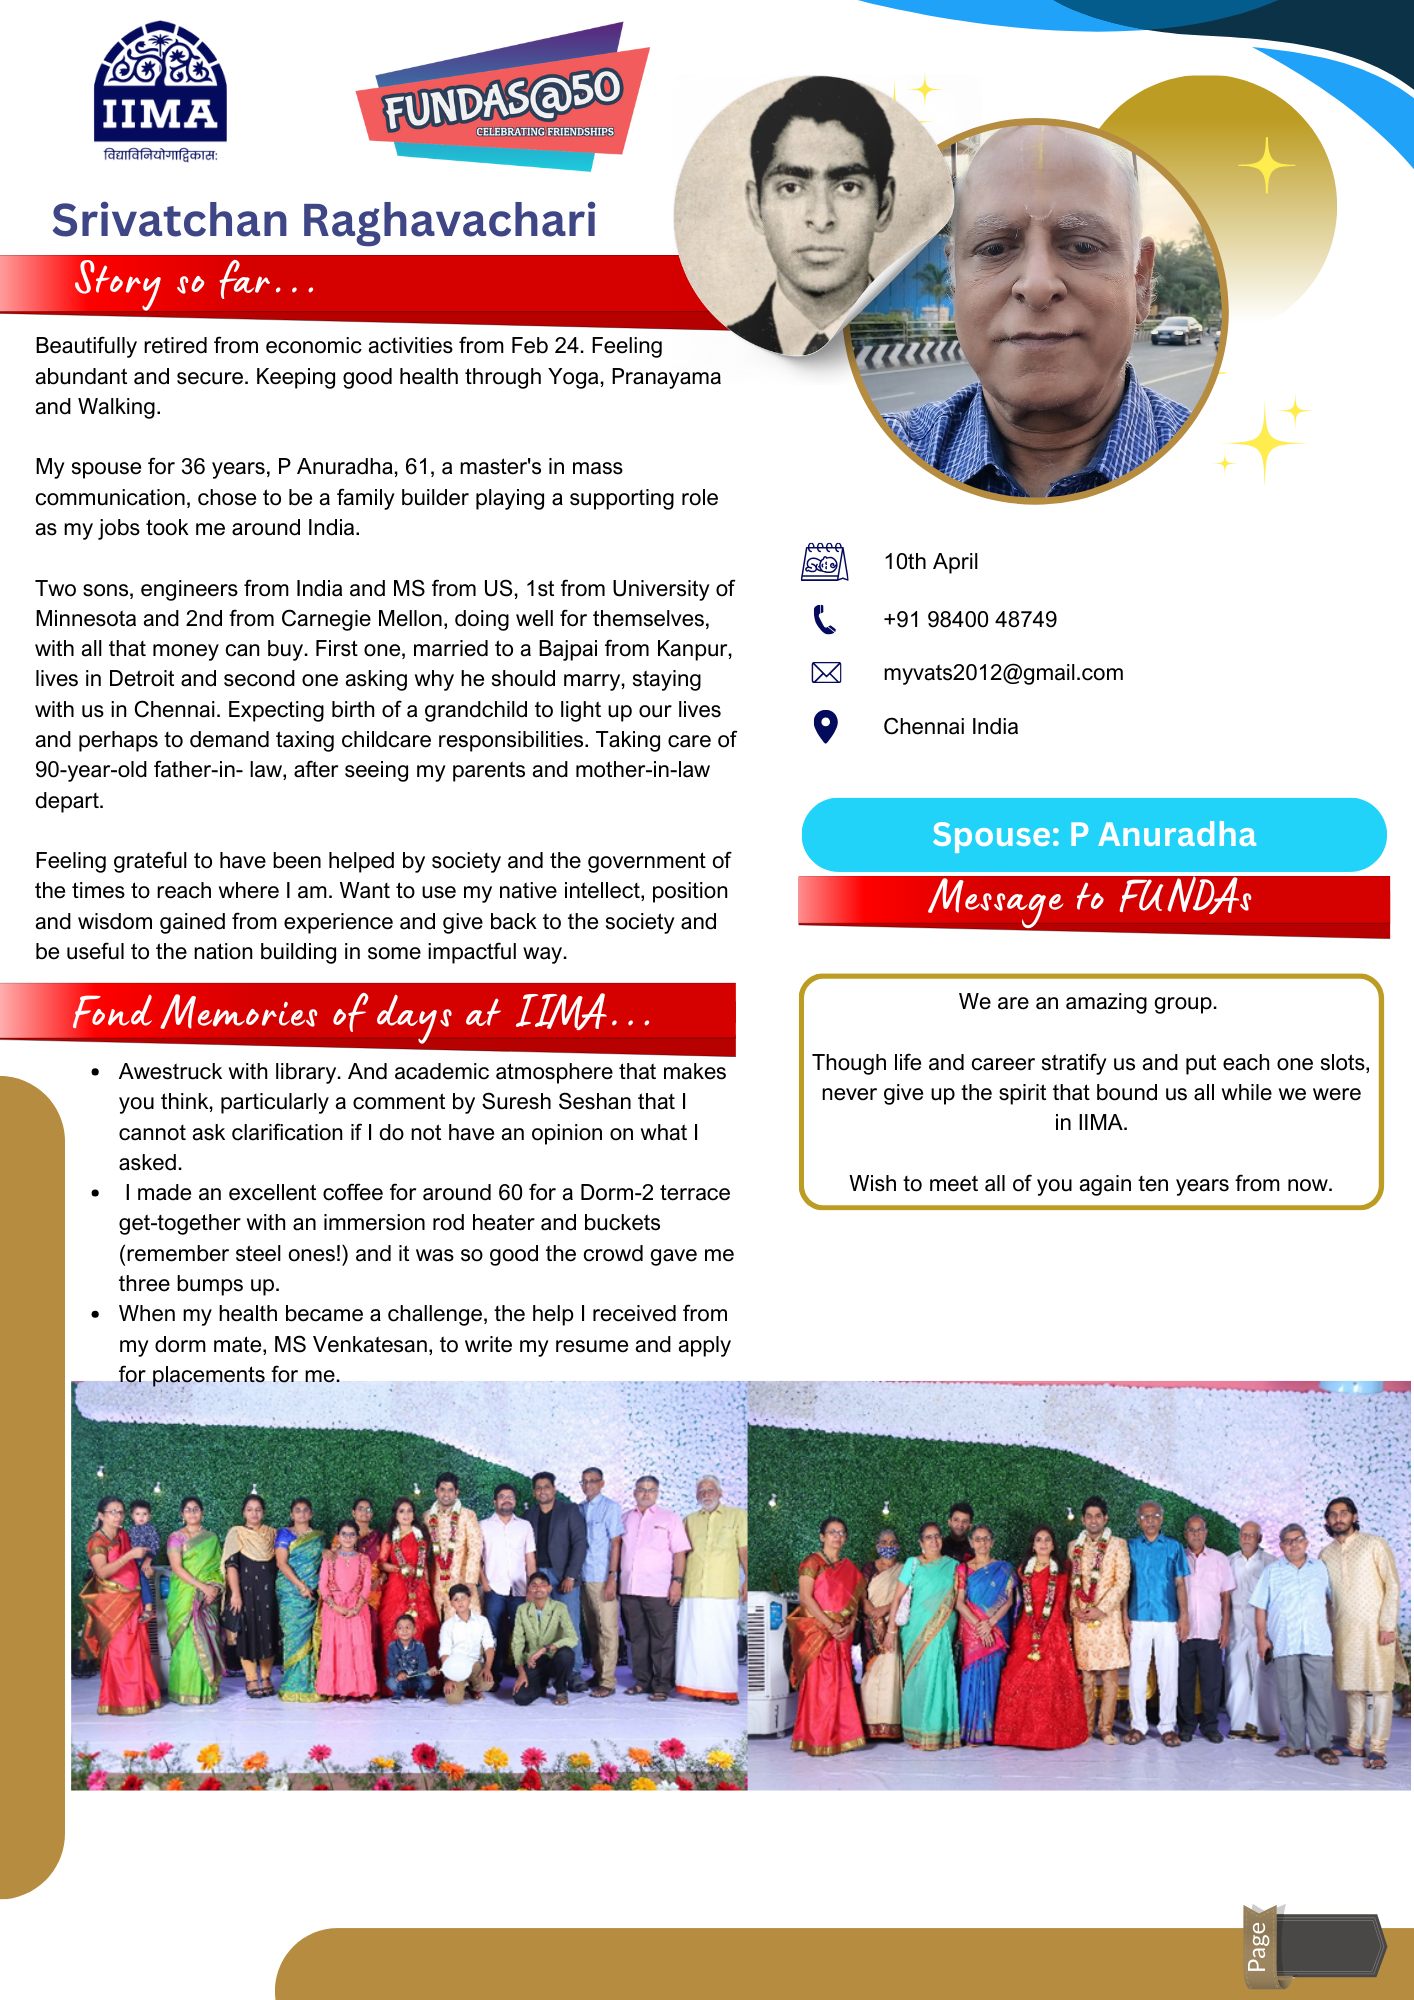 IIMA
विद्याविनियोगाद्विकास:
FUNDAS@50
CELEBRATING FRIENDSHIPS
Srivatchan Raghavachari
Story so far...
Beautifully retired from economic activities from Feb 24. Feeling
abundant and secure. Keeping good health through Yoga, Pranayama
and Walking.
My spouse for 36 years, P Anuradha, 61, a master's in mass
communication, chose to be a family builder playing a supporting role
as my jobs took me around India.
Two sons, engineers from India and MS from US, 1st from University of
Minnesota and 2nd from Carnegie Mellon, doing well for themselves,
with all that money can buy. First one, married to a Bajpai from Kanpur,
lives in Detroit and second one asking why he should marry, staying
with us in Chennai. Expecting birth of a grandchild to light up our lives
and perhaps to demand taxing childcare responsibilities. Taking care of
90-year-old father-in- law, after seeing my parents and mother-in-law
depart.
Feeling grateful to have been helped by society and the government of
the times to reach where I am. Want to use my native intellect, position
and wisdom gained from experience and give back to the society and
be useful to the nation building in some impactful way.
Fond Memories of days at IIMA...
• Awestruck with library. And academic atmosphere that makes
you think, particularly a comment by Suresh Seshan that I
cannot ask clarification if I do not have an opinion on what I
asked.
• I made an excellent coffee for around 60 for a Dorm-2 terrace
get-together with an immersion rod heater and buckets
(remember steel ones!) and it was so good the crowd gave me
three bumps up.
• When my health became a challenge, the help I received from
my dorm mate, MS Venkatesan, to write my resume and apply
for placements for me.
10th April
+91 98400 48749
myvats2012@gmail.com
Chennai India
Spouse: P Anuradha
Message to FUNDAs
We are an amazing group.
Though life and career stratify us and put each one slots,
never give up the spirit that bound us all while we were
in IIMA.
Wish to meet all of you again ten years from now.
Page